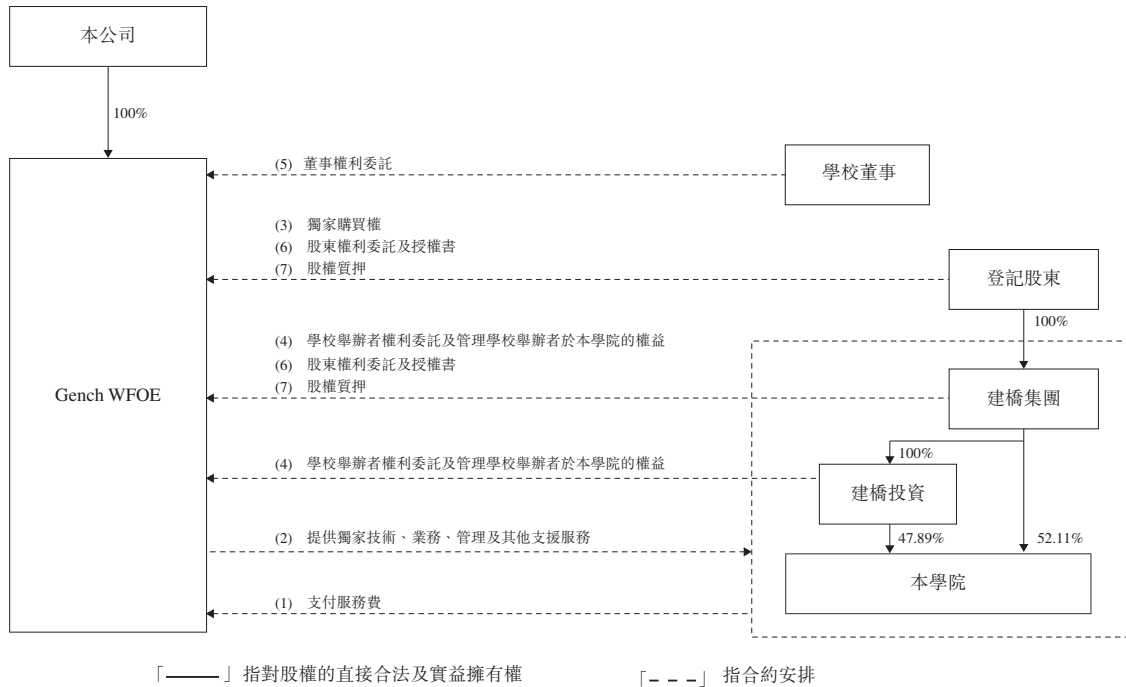 本公司
100%
(5) 董事權利委託
學校董事
(3) 獨家購買權
(6) 股東權利委託及授權書
(7) 股權質押
登記股東
100%
(4) 學校舉辦者權利委託及管理學校舉辦者於本學院的權益
(6) 股東權利委託及授權書
(7) 股權質押
Gench WFOE
建橋集團
100%
(4) 學校舉辦者權利委託及管理學校舉辦者於本學院的權益
建橋投資
(2) 提供獨家技術、業務、管理及其他支援服務
47.89%
52.11%
本學院
(1) 支付服務費
「——」指對股權的直接合法及實益擁有權
「- - -」指合約安排